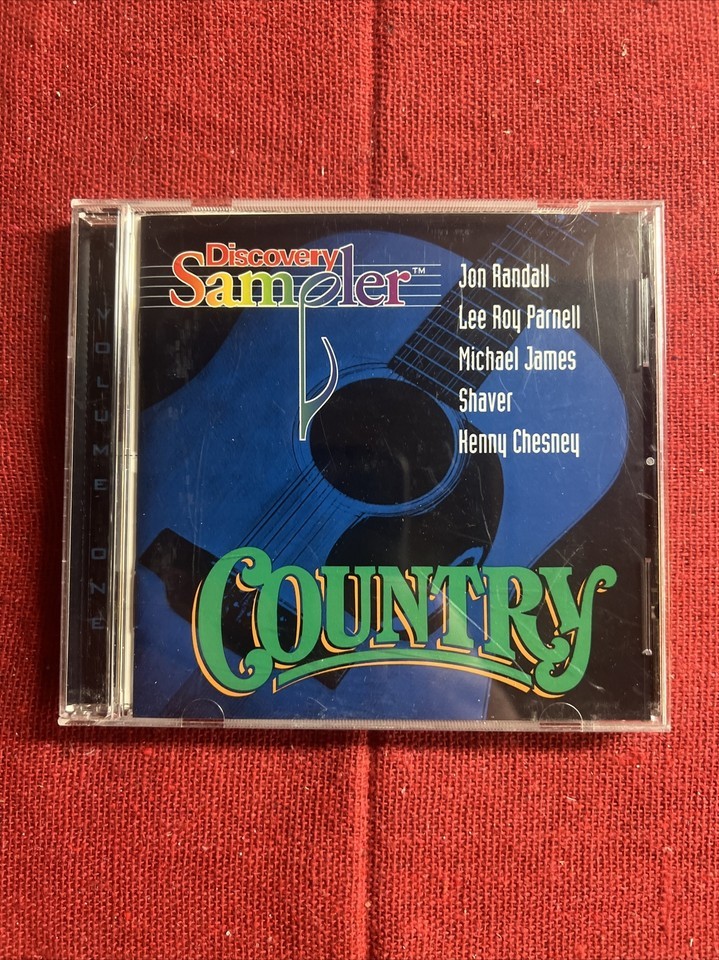 Discovery
Sampler™
Jon Randall
Lee Roy Parnell
Michael James
Shaver
Kenny Chesney
COUNTRY
VOLUME ONE